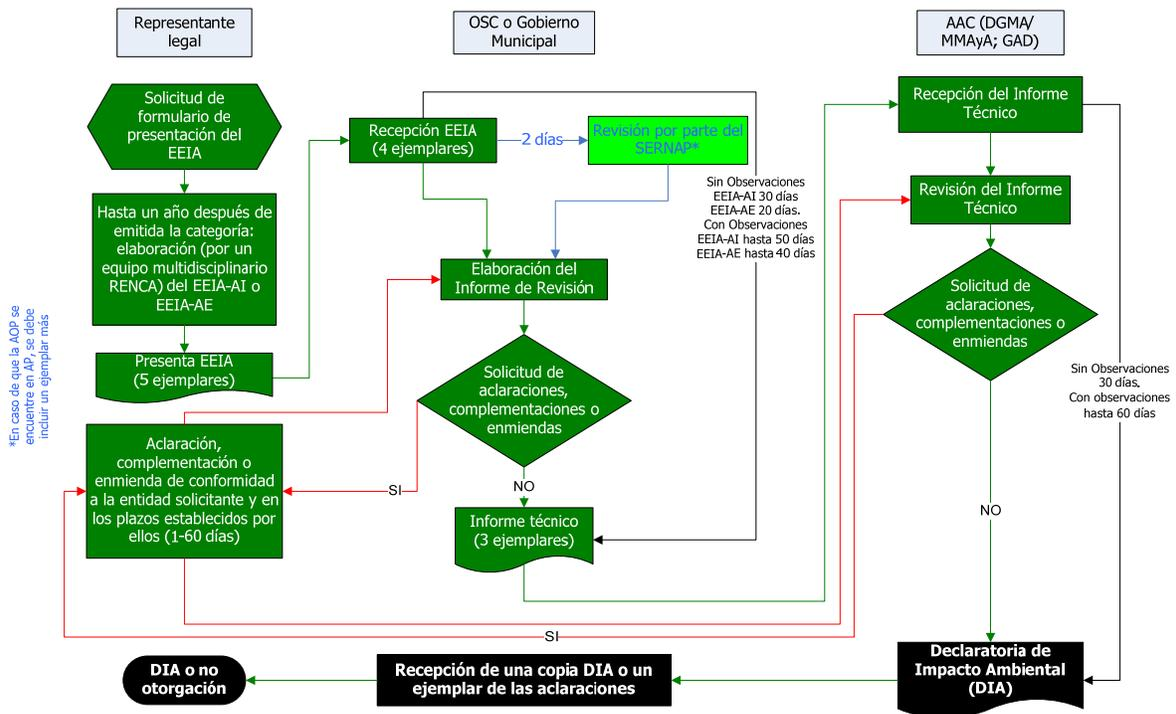 Representante
legal
OSC o Gobierno
Municipal
AAC (DGMA/
MMAyA; GAD)
Solicitud de
formulario de
presentación del
EEIA
Hasta un año después de
emitida la categoría:
elaboración (por un
equipo multidisciplinario
RENCA) del EEIA-AI o
EEIA-AE
Presenta EEIA
(5 ejemplares)
*En caso de que la AOP se
encuentre en AP, se debe
incluir un ejemplar más
Aclaración,
complementación o
enmienda de conformidad
a la entidad solicitante y en
los plazos establecidos por
ellos (1-60 días)
Recepción EEIA
(4 ejemplares)
2 días
Revisión por parte del
SERNAP*
Sin Observaciones
EEIA-AI 30 días
EEIA-AE 20 días.
Con Observaciones
EEIA-AI hasta 50 días
EEIA-AE hasta 40 días
Elaboración del
Informe de Revisión
Solicitud de
aclaraciones,
complementaciones o
enmiendas
SI
NO
Informe técnico
(3 ejemplares)
Recepción del Informe
Técnico
Revisión del Informe
Técnico
Solicitud de
aclaraciones,
complementaciones o
enmiendas
Sin Observaciones
30 días.
Con observaciones
hasta 60 días
NO
SI
Declaratoria de
Impacto Ambiental
(DIA)
Recepción de una copia DIA o un
ejemplar de las aclaraciones
DIA o no
otorgación